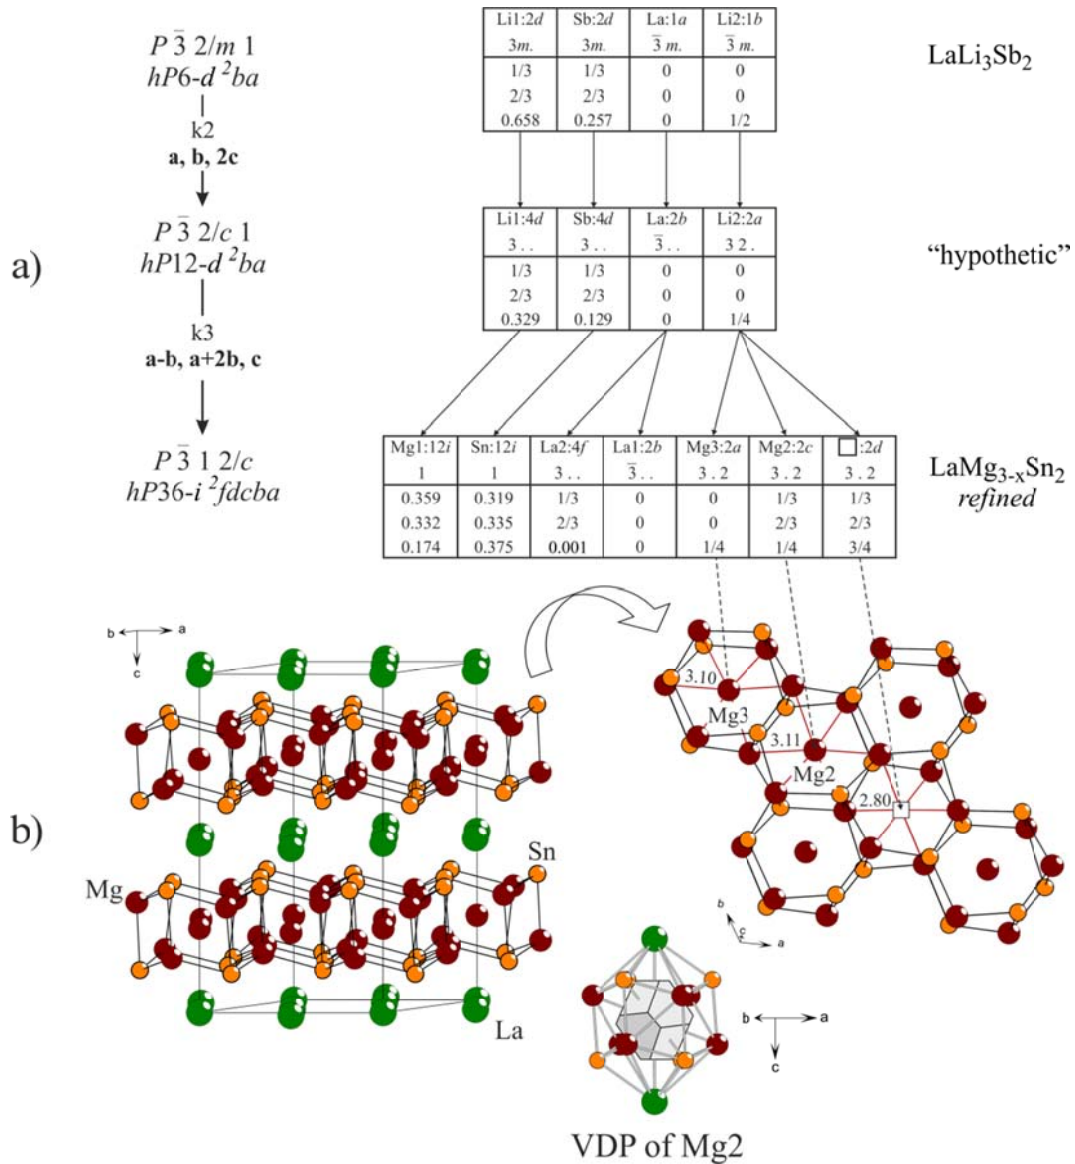 a)
P 3̅ 2/m 1
hP6-d ²ba
k2
a, b, 2c
P 3̅ 2/c 1
hP12-d ²ba
k3
a-b, a+2b, c
P 3̅ 1 2/c
hP36-i ²fdcba
Li1:2d Sb:2d La:1a Li2:1b
3m. 3m. 3̅ m. 3̅ m.
1/3 1/3 0 0
2/3 2/3 0 0
0.658 0.257 0 1/2
LaLi₃Sb₂
Li1:4d Sb:4d La:2b Li2:2a
3 . . 3 . . 3̅ . . 3 2 .
1/3 1/3 0 0
2/3 2/3 0 0
0.329 0.129 0 1/4
“hypothetic”
Mg1:12i Sn:12i La2:4f La1:2b Mg3:2a Mg2:2c □:2d
1 1 3 . . 3̅ . . 3 . 2 3 . 2 3 . 2
0.359 0.319 1/3 0 0 1/3 1/3
0.332 0.335 2/3 0 0 2/3 2/3
0.174 0.375 0.001 0 1/4 1/4 3/4
LaMg₃₋ₓSn₂
refined
b)
b a
c
Mg
Sn
La
3.10
Mg3
3.11
Mg2
2.80
b
c
a
b a
c
VDP of Mg2